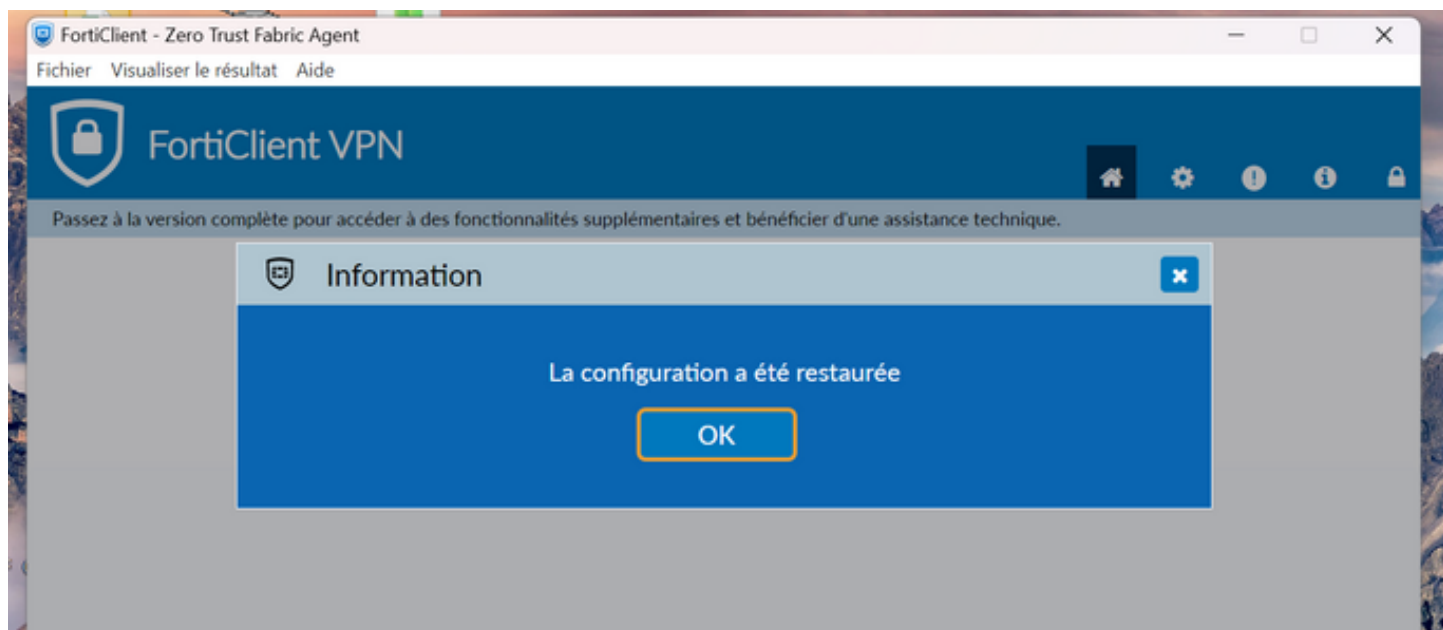 FortiClient - Zero Trust Fabric Agent
Fichier Visualiser le résultat Aide
FortiClient VPN
Passez à la version complète pour accéder à des fonctionnalités supplémentaires et bénéficier d'une assistance technique.
Information
La configuration a été restaurée
OK